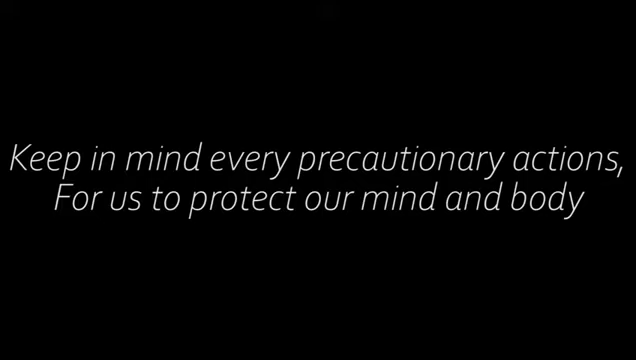 Keep in mind every precautionary actions,
For us to protect our mind and body